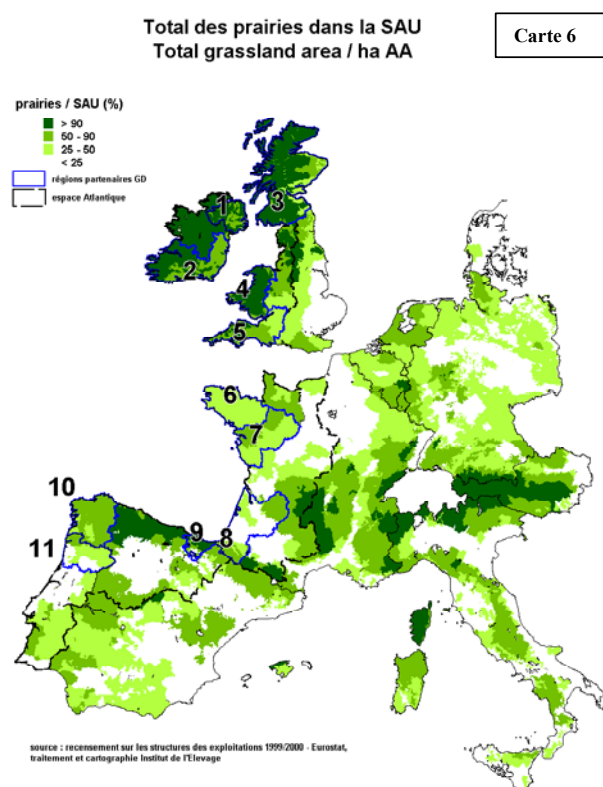 Total des prairies dans la SAU
Total grassland area / ha AA
Carte 6
prairies / SAU (%)
> 90
50 - 90
25 - 50
< 25
régions partenaires GD
espace Atlantique
1
3
2
4
5
6
7
10
9
8
11
source : recensement sur les structures des exploitations 1999/2000 - Eurostat,
traitement et cartographie Institut de l'Elevage